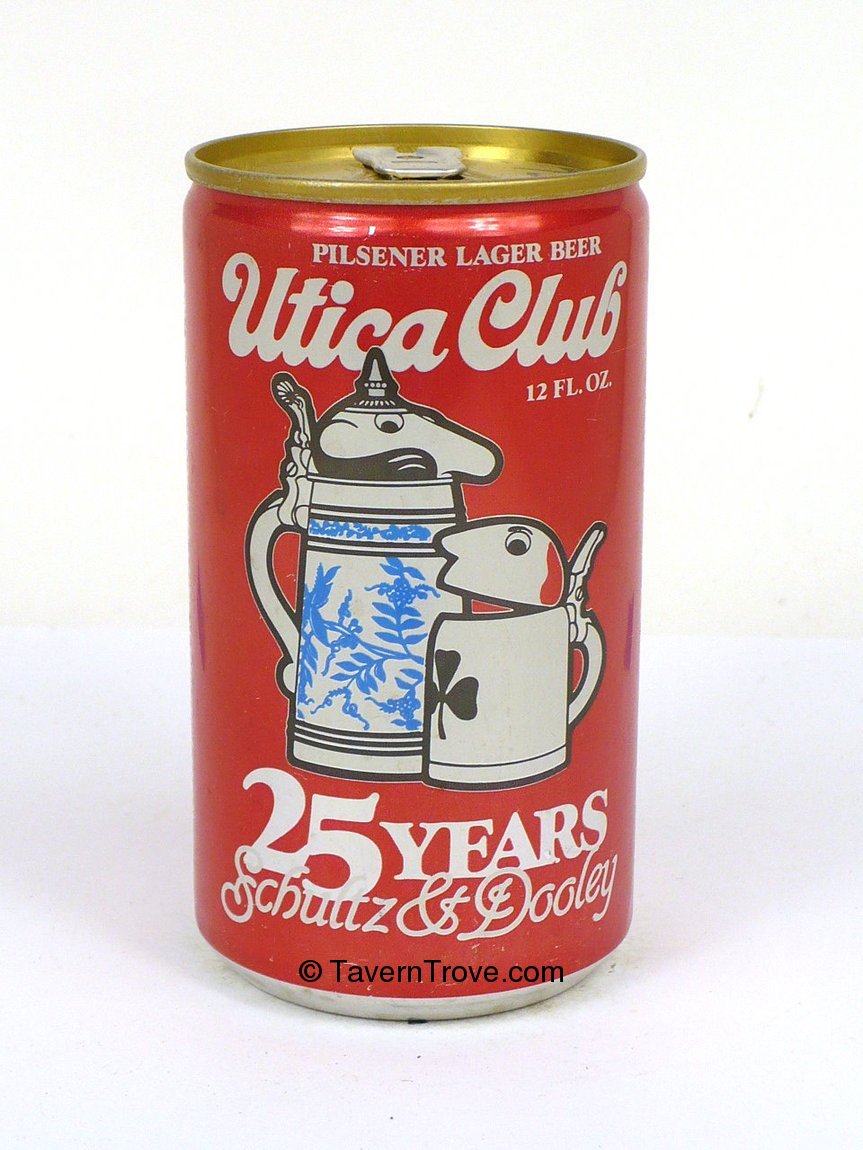 PILSENER LAGER BEER
Utica Club
12 FL. OZ.
25 YEARS
Schultz & Dooley
© TavernTrove.com